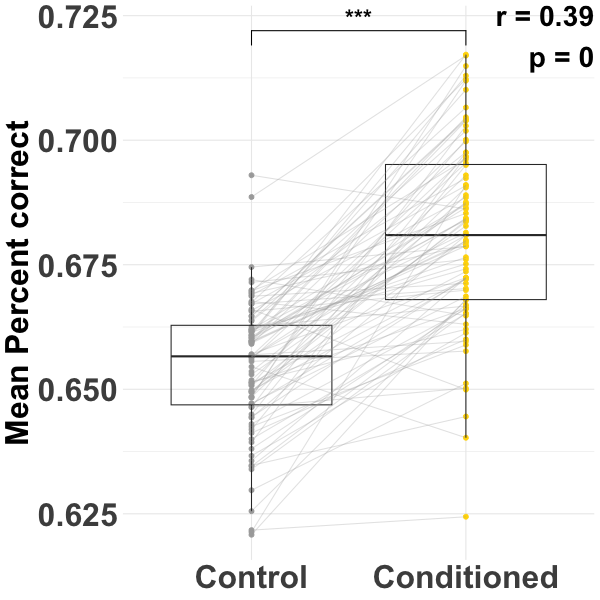 ***
r = 0.39
p = 0
Mean Percent correct
0.725
0.700
0.675
0.650
0.625
Control
Conditioned